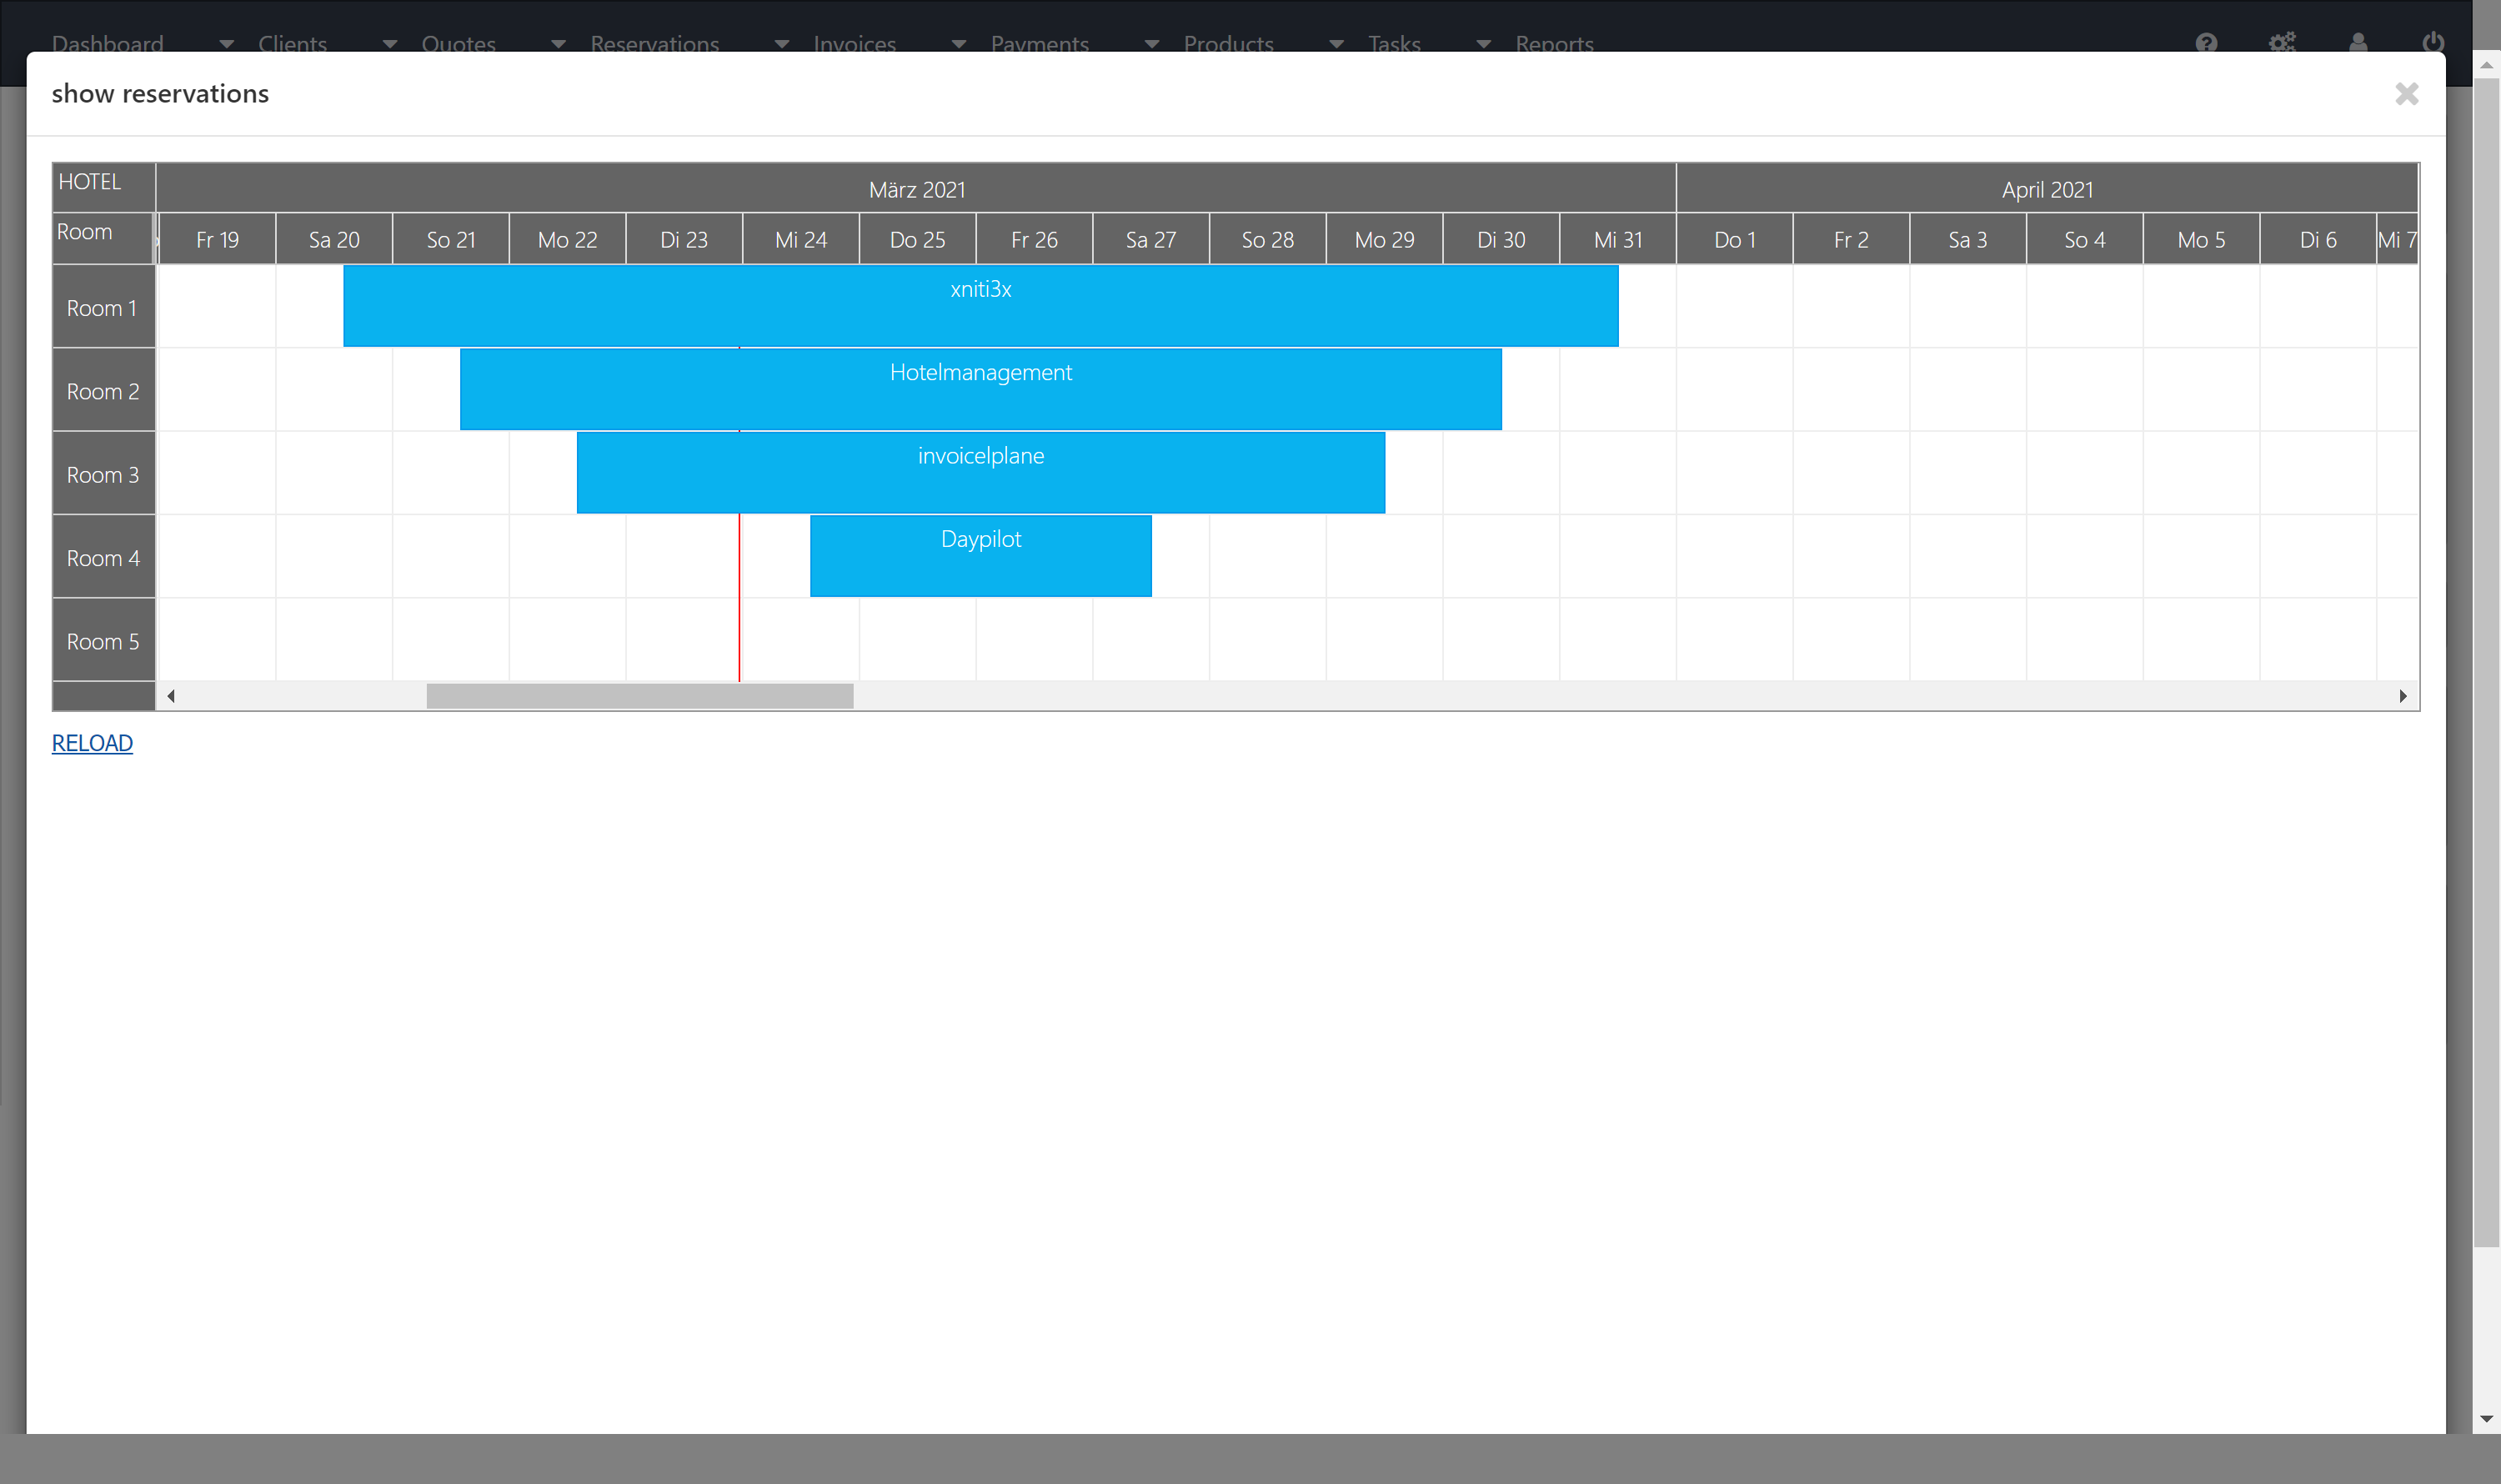 Dashboard Clients Quotes Reservations Invoices Payments Products Tasks Reports
show reservations
HOTEL März 2021 April 2021
Room Fr 19 Sa 20 So 21 Mo 22 Di 23 Mi 24 Do 25 Fr 26 Sa 27 So 28 Mo 29 Di 30 Mi 31 Do 1 Fr 2 Sa 3 So 4 Mo 5 Di 6 Mi 7
Room 1 xniti3x
Room 2 Hotelmanagement
Room 3 invoicelplane
Room 4 Daypilot
Room 5
RELOAD